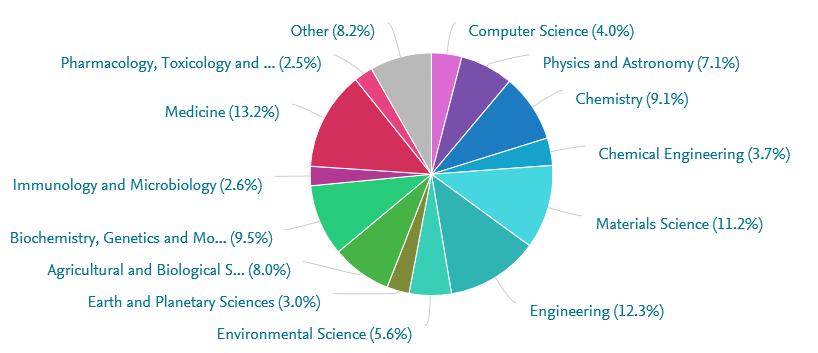 Other (8.2%)
Computer Science (4.0%)
Pharmacology, Toxicology and ... (2.5%)
Physics and Astronomy (7.1%)
Chemistry (9.1%)
Medicine (13.2%)
Chemical Engineering (3.7%)
Immunology and Microbiology (2.6%)
Materials Science (11.2%)
Biochemistry, Genetics and Mo... (9.5%)
Agricultural and Biological S... (8.0%)
Earth and Planetary Sciences (3.0%)
Engineering (12.3%)
Environmental Science (5.6%)